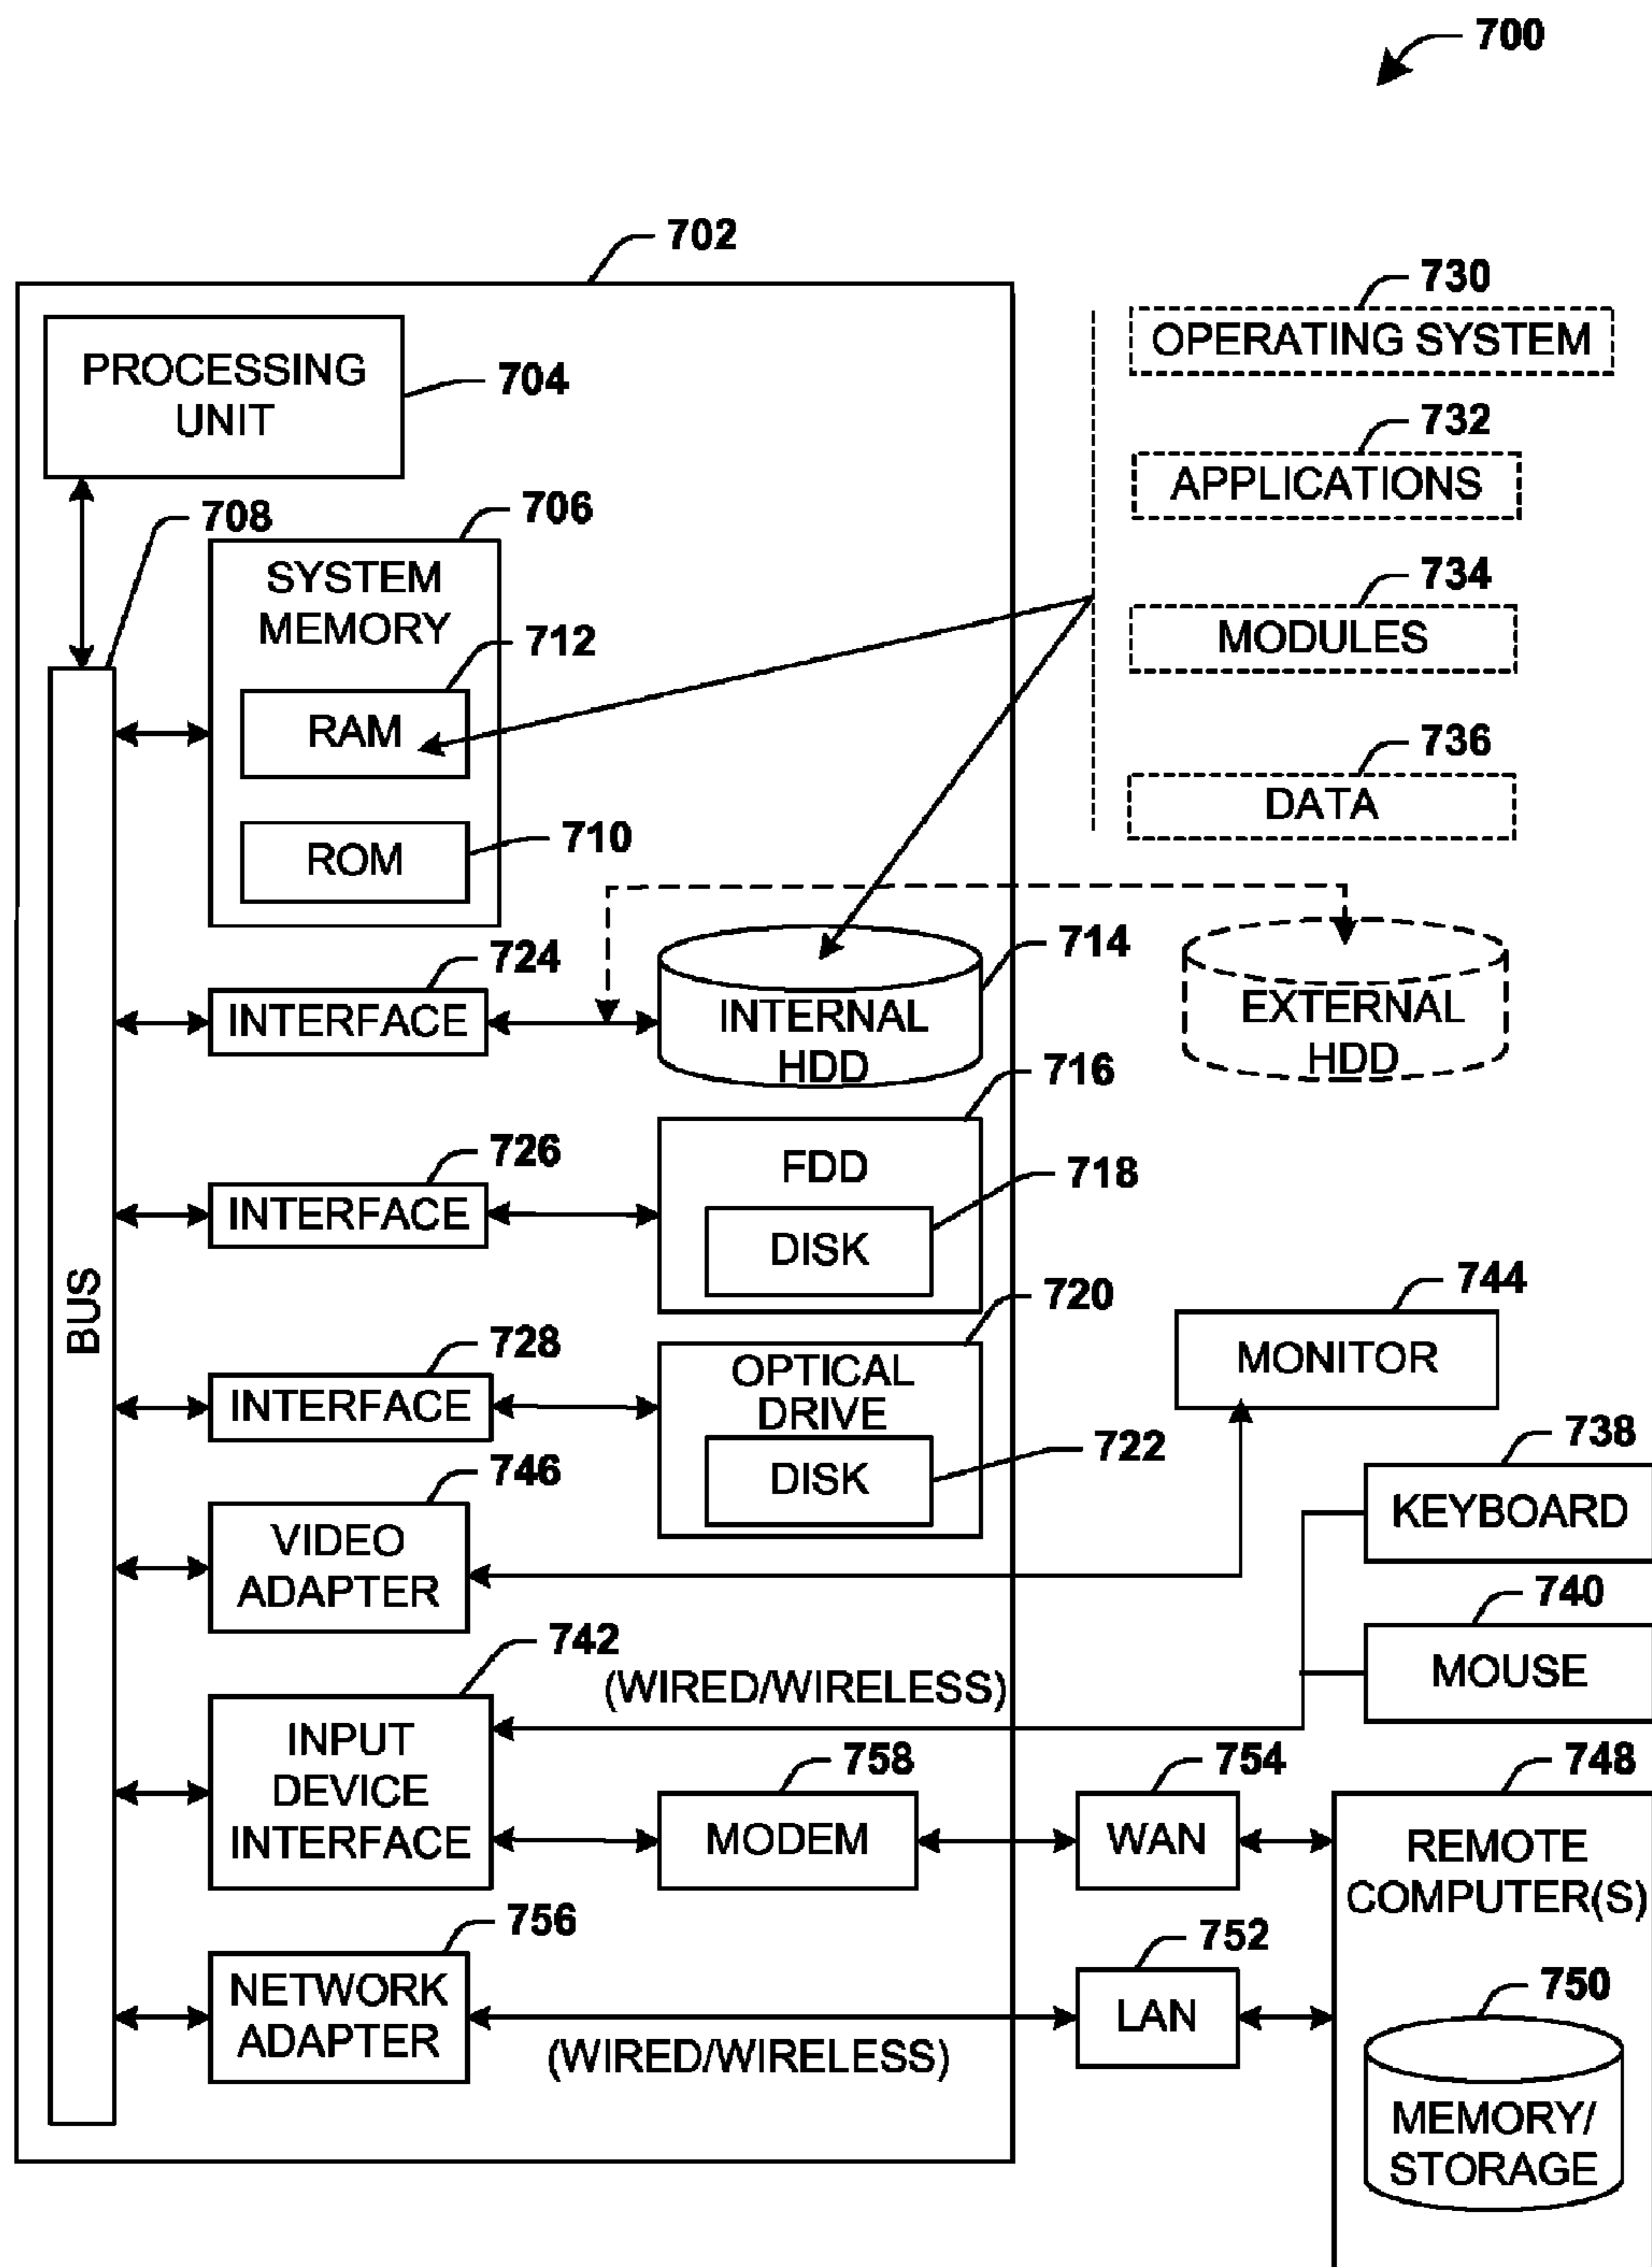 700
702
730
OPERATING SYSTEM
PROCESSING
UNIT
704
732
APPLICATIONS
708
706
SYSTEM
MEMORY
734
MODULES
712
RAM
736
DATA
710
ROM
724
INTERFACE
714
INTERNAL
HDD
EXTERNAL
HDD
716
FDD
726
INTERFACE
718
DISK
BUS
720
OPTICAL
DRIVE
744
MONITOR
728
INTERFACE
722
DISK
738
KEYBOARD
746
VIDEO
ADAPTER
740
MOUSE
742
(WIRED/WIRELESS)
INPUT
DEVICE
INTERFACE
758
MODEM
754
WAN
748
REMOTE
COMPUTER(S)
756
NETWORK
ADAPTER
(WIRED/WIRELESS)
752
LAN
750
MEMORY/
STORAGE